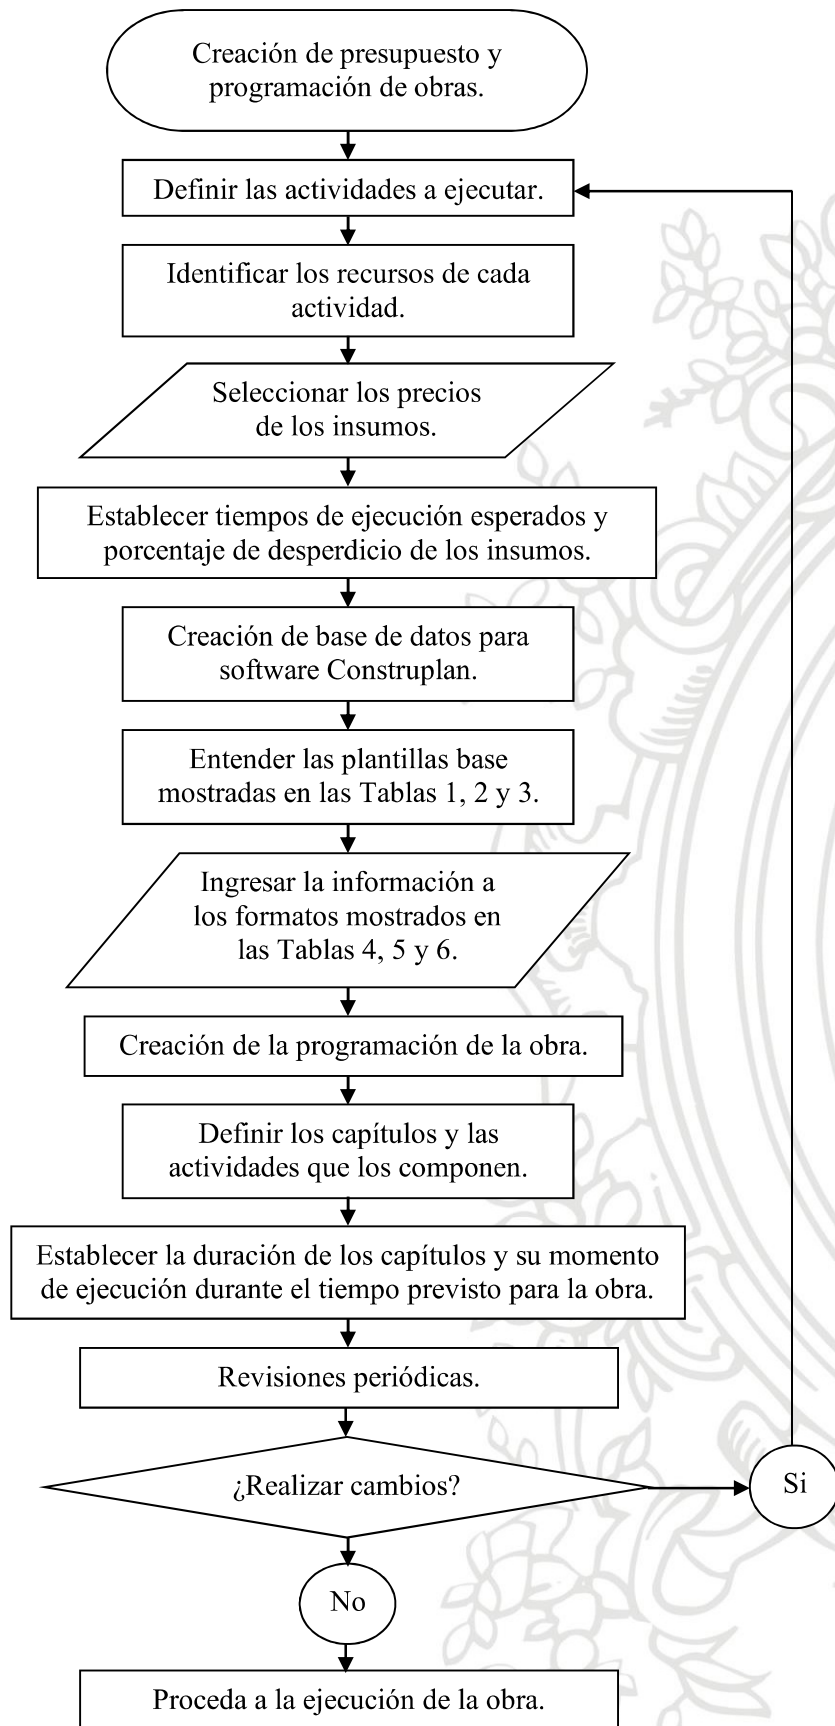 Creación de presupuesto y
programación de obras.
Definir las actividades a ejecutar.
Identificar los recursos de cada
actividad.
Seleccionar los precios
de los insumos.
Establecer tiempos de ejecución esperados y
porcentaje de desperdicio de los insumos.
Creación de base de datos para
software Construplan.
Entender las plantillas base
mostradas en las Tablas 1, 2 y 3.
Ingresar la información a
los formatos mostrados en
las Tablas 4, 5 y 6.
Creación de la programación de la obra.
Definir los capítulos y las
actividades que los componen.
Establecer la duración de los capítulos y su momento
de ejecución durante el tiempo previsto para la obra.
Revisiones periódicas.
¿Realizar cambios?
Si
No
Proceda a la ejecución de la obra.